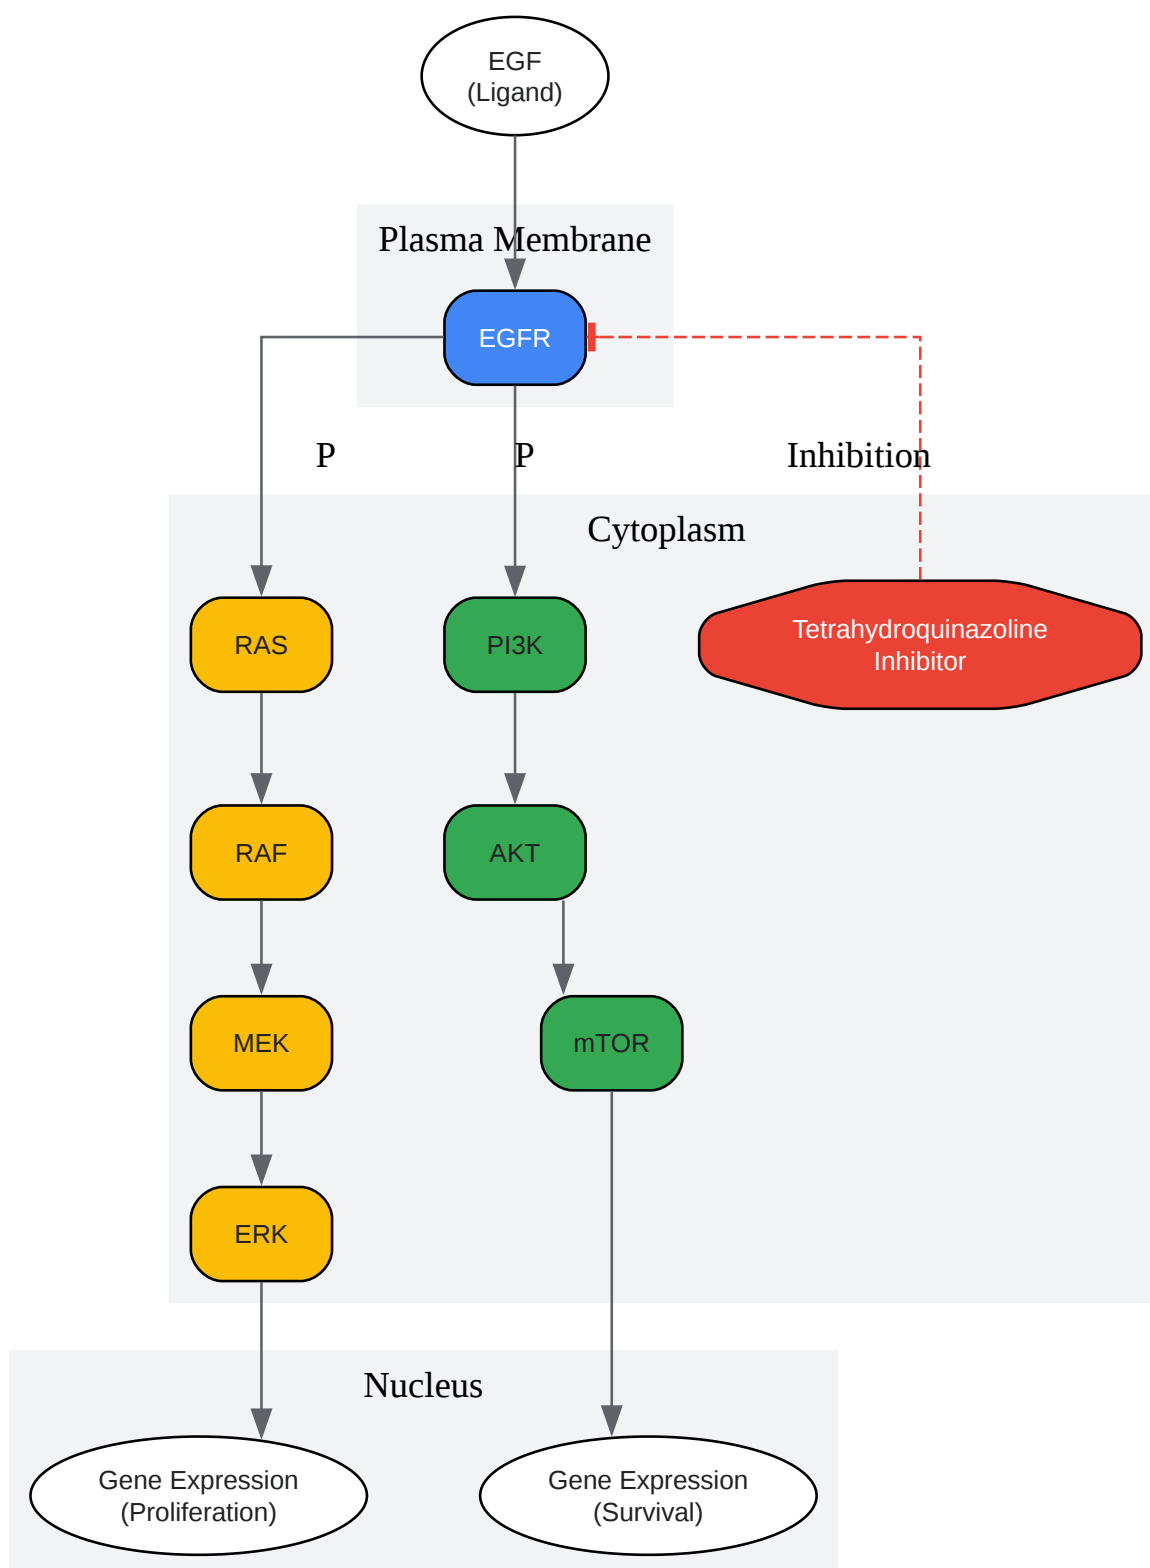 EGF
(Ligand)
Plasma Membrane
EGFR
P
P
Inhibition
Cytoplasm
RAS
PI3K
Tetrahydroquinazoline
Inhibitor
RAF
AKT
MEK
mTOR
ERK
Nucleus
Gene Expression
(Proliferation)
Gene Expression
(Survival)